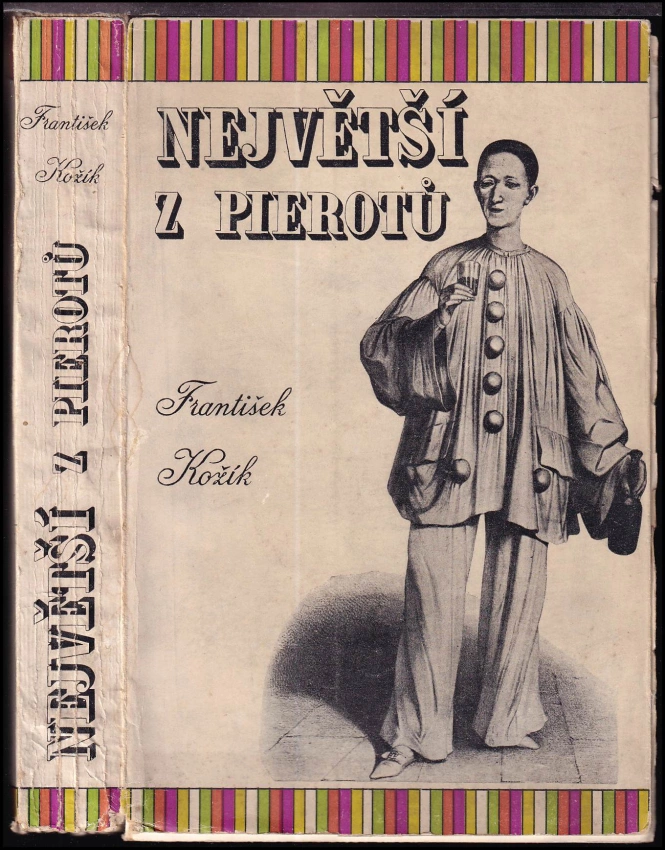 František
Kožík
NEJVĚTŠÍ Z PIEROTŮ
NEJVĚTŠÍ
Z PIEROTŮ
František
Kožík